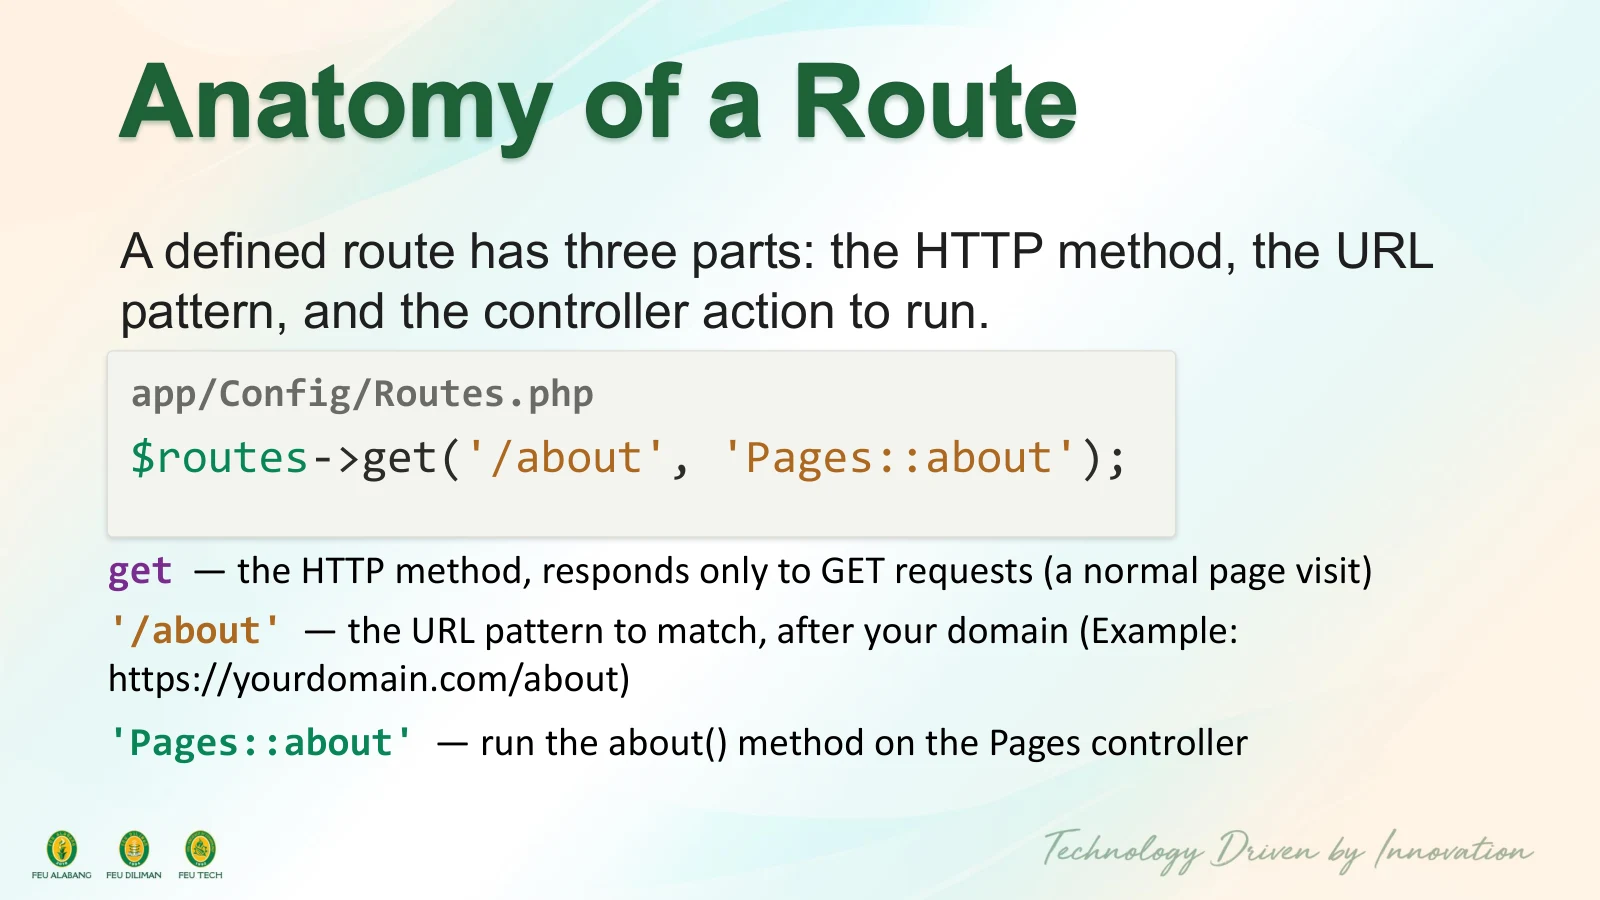 Anatomy of a Route
A defined route has three parts: the HTTP method, the URL
pattern, and the controller action to run.
app/Config/Routes.php
$routes->get('/about', 'Pages::about');
get — the HTTP method, responds only to GET requests (a normal page visit)
'/about' — the URL pattern to match, after your domain (Example:
https://yourdomain.com/about)
'Pages::about' — run the about() method on the Pages controller
FEU ALABANG
FEU DILIMAN
FEU TECH
Technology Driven by Innovation